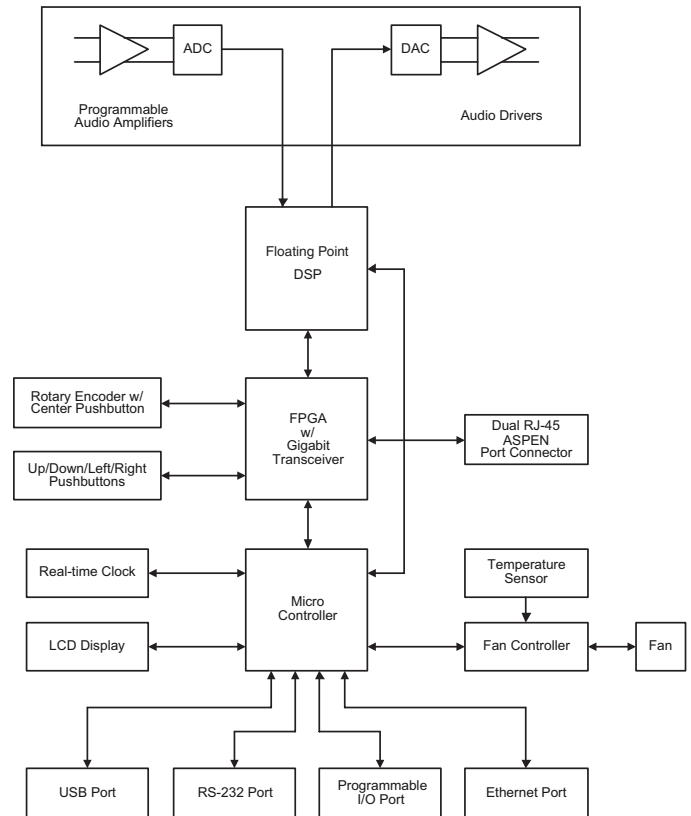 ADC
DAC
Programmable
Audio Amplifiers
Audio Drivers
Floating Point
DSP
Rotary Encoder w/
Center Pushbutton
FPGA
w/
Gigabit
Transceiver
Dual RJ-45
ASPEN
Port Connector
Up/Down/Left/Right
Pushbuttons
Real-time Clock
Micro
Controller
Temperature
Sensor
LCD Display
Fan Controller
Fan
USB Port
RS-232 Port
Programmable
I/O Port
Ethernet Port